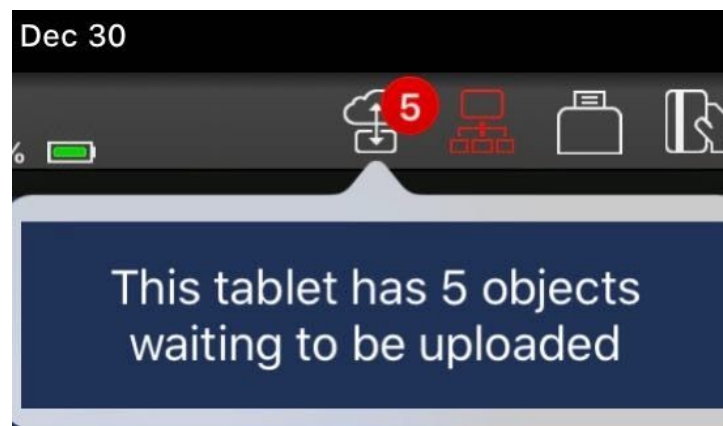 Dec 30
%
5
This tablet has 5 objects
waiting to be uploaded